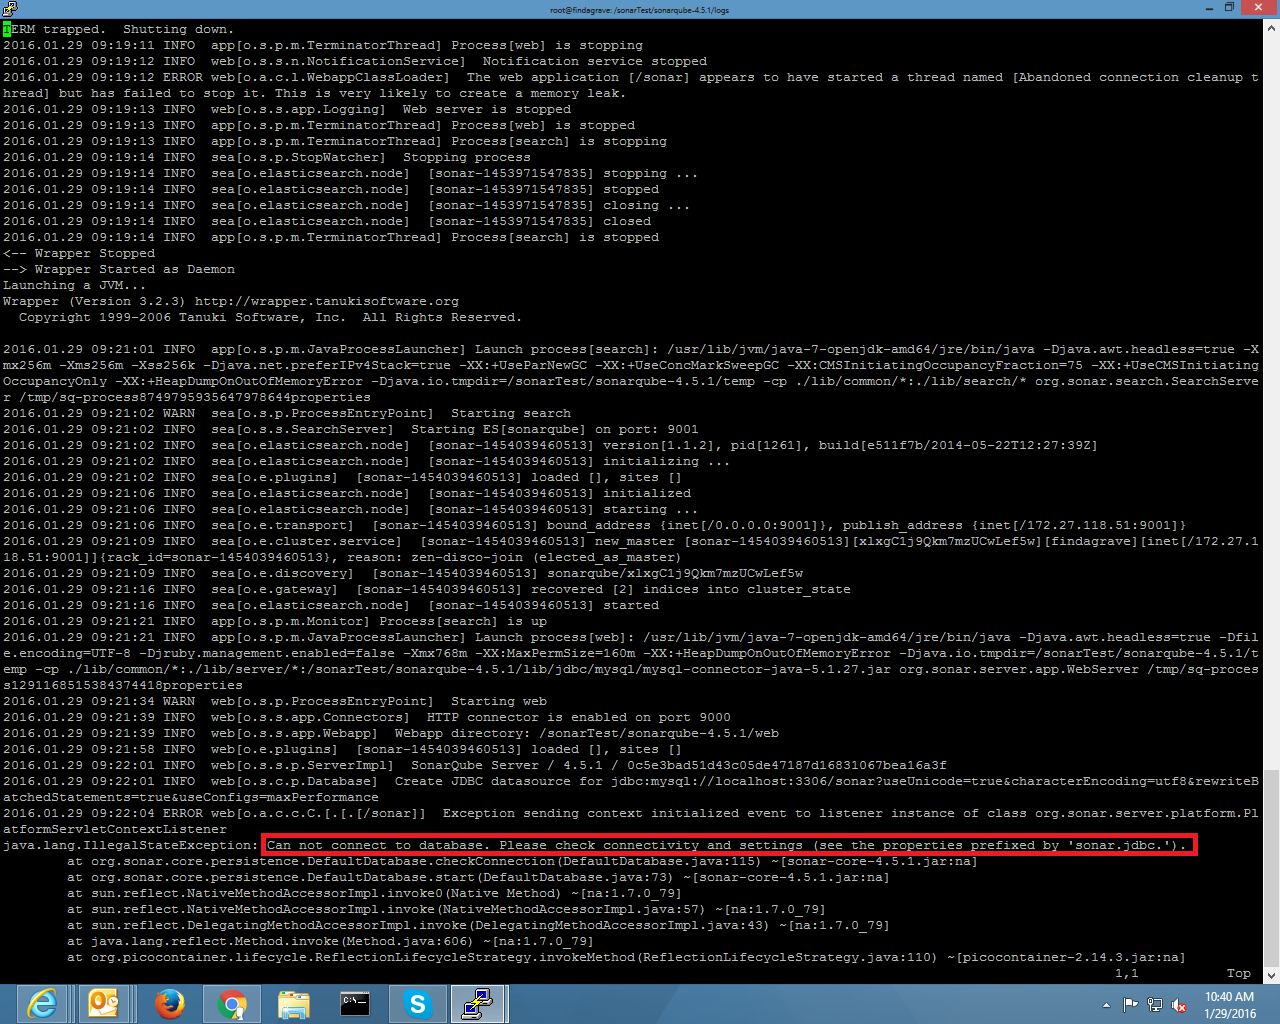 root@findagrave: /sonarTest/sonarqube-4.5.1/logs
TERM trapped.  Shutting down.
2016.01.29 09:19:11 INFO  app[o.s.p.m.TerminatorThread] Process[web] is stopping
2016.01.29 09:19:12 INFO  web[o.s.s.n.NotificationService]  Notification service stopped
2016.01.29 09:19:12 ERROR web[o.a.c.l.WebappClassLoader]  The web application [/sonar] appears to have started a thread named [Abandoned connection cleanup t
hread] but has failed to stop it. This is very likely to create a memory leak.
2016.01.29 09:19:13 INFO  web[o.s.s.app.Logging]  Web server is stopped
2016.01.29 09:19:13 INFO  app[o.s.p.m.TerminatorThread] Process[web] is stopped
2016.01.29 09:19:13 INFO  app[o.s.p.m.TerminatorThread] Process[search] is stopping
2016.01.29 09:19:14 INFO  sea[o.s.p.StopWatcher]  Stopping process
2016.01.29 09:19:14 INFO  sea[o.elasticsearch.node]  [sonar-1453971547835] stopping ...
2016.01.29 09:19:14 INFO  sea[o.elasticsearch.node]  [sonar-1453971547835] stopped
2016.01.29 09:19:14 INFO  sea[o.elasticsearch.node]  [sonar-1453971547835] closing ...
2016.01.29 09:19:14 INFO  sea[o.elasticsearch.node]  [sonar-1453971547835] closed
2016.01.29 09:19:14 INFO  app[o.s.p.m.TerminatorThread] Process[search] is stopped
<-- Wrapper Stopped
--> Wrapper Started as Daemon
Launching a JVM...
Wrapper (Version 3.2.3) http://wrapper.tanukisoftware.org
  Copyright 1999-2006 Tanuki Software, Inc.  All Rights Reserved.
2016.01.29 09:21:01 INFO  app[o.s.p.m.JavaProcessLauncher] Launch process[search]: /usr/lib/jvm/java-7-openjdk-amd64/jre/bin/java -Djava.awt.headless=true -X
mx256m -Xms256m -Xss256k -Djava.net.preferIPv4Stack=true -XX:+UseParNewGC -XX:+UseConcMarkSweepGC -XX:CMSInitiatingOccupancyFraction=75 -XX:+UseCMSInitiating
OccupancyOnly -XX:+HeapDumpOnOutOfMemoryError -Djava.io.tmpdir=/sonarTest/sonarqube-4.5.1/temp -cp ./lib/common/*:./lib/search/* org.sonar.search.SearchServe
r /tmp/sq-process8749795935647978644properties
2016.01.29 09:21:02 WARN  sea[o.s.p.ProcessEntryPoint]  Starting search
2016.01.29 09:21:02 INFO  sea[o.s.s.SearchServer]  Starting ES[sonarqube] on port: 9001
2016.01.29 09:21:02 INFO  sea[o.elasticsearch.node]  [sonar-1454039460513] version[1.1.2], pid[1261], build[e511f7b/2014-05-22T12:27:39Z]
2016.01.29 09:21:02 INFO  sea[o.elasticsearch.node]  [sonar-1454039460513] initializing ...
2016.01.29 09:21:02 INFO  sea[o.e.plugins]  [sonar-1454039460513] loaded [], sites []
2016.01.29 09:21:06 INFO  sea[o.elasticsearch.node]  [sonar-1454039460513] initialized
2016.01.29 09:21:06 INFO  sea[o.elasticsearch.node]  [sonar-1454039460513] starting ...
2016.01.29 09:21:06 INFO  sea[o.e.transport]  [sonar-1454039460513] bound_address {inet[/0.0.0.0:9001]}, publish_address {inet[/172.27.118.51:9001]}
2016.01.29 09:21:09 INFO  sea[o.e.cluster.service]  [sonar-1454039460513] new_master [sonar-1454039460513][xlxgC1j9Qkm7mzUCwLef5w][findagrave][inet[/172.27.1
18.51:9001]]{rack_id=sonar-1454039460513}, reason: zen-disco-join (elected_as_master)
2016.01.29 09:21:09 INFO  sea[o.e.discovery]  [sonar-1454039460513] sonarqube/xlxgC1j9Qkm7mzUCwLef5w
2016.01.29 09:21:16 INFO  sea[o.e.gateway]  [sonar-1454039460513] recovered [2] indices into cluster_state
2016.01.29 09:21:16 INFO  sea[o.elasticsearch.node]  [sonar-1454039460513] started
2016.01.29 09:21:21 INFO  app[o.s.p.m.Monitor] Process[search] is up
2016.01.29 09:21:21 INFO  app[o.s.p.m.JavaProcessLauncher] Launch process[web]: /usr/lib/jvm/java-7-openjdk-amd64/jre/bin/java -Djava.awt.headless=true -Dfil
e.encoding=UTF-8 -Djruby.management.enabled=false -Xmx768m -XX:MaxPermSize=160m -XX:+HeapDumpOnOutOfMemoryError -Djava.io.tmpdir=/sonarTest/sonarqube-4.5.1/t
emp -cp ./lib/common/*:./lib/server/*:/sonarTest/sonarqube-4.5.1/lib/jdbc/mysql/mysql-connector-java-5.1.27.jar org.sonar.server.app.WebServer /tmp/sq-proces
s1291168515384374418properties
2016.01.29 09:21:34 WARN  web[o.s.p.ProcessEntryPoint]  Starting web
2016.01.29 09:21:39 INFO  web[o.s.s.app.Connectors]  HTTP connector is enabled on port 9000
2016.01.29 09:21:39 INFO  web[o.s.s.app.Webapp]  Webapp directory: /sonarTest/sonarqube-4.5.1/web
2016.01.29 09:21:58 INFO  web[o.e.plugins]  [sonar-1454039460513] loaded [], sites []
2016.01.29 09:22:01 INFO  web[o.s.s.p.ServerImpl]  SonarQube Server / 4.5.1 / 0c5e3bad51d43c05de47187d16831067bea16a3f
2016.01.29 09:22:01 INFO  web[o.s.c.p.Database]  Create JDBC datasource for jdbc:mysql://localhost:3306/sonar?useUnicode=true&characterEncoding=utf8&rewriteB
atchedStatements=true&useConfigs=maxPerformance
2016.01.29 09:22:04 ERROR web[o.a.c.c.C.[.[.[/sonar]]  Exception sending context initialized event to listener instance of class org.sonar.server.platform.Pl
atformServletContextListener
java.lang.IllegalStateException: Can not connect to database. Please check connectivity and settings (see the properties prefixed by 'sonar.jdbc.').
        at org.sonar.core.persistence.DefaultDatabase.checkConnection(DefaultDatabase.java:115) ~[sonar-core-4.5.1.jar:na]
        at org.sonar.core.persistence.DefaultDatabase.start(DefaultDatabase.java:73) ~[sonar-core-4.5.1.jar:na]
        at sun.reflect.NativeMethodAccessorImpl.invoke0(Native Method) ~[na:1.7.0_79]
        at sun.reflect.NativeMethodAccessorImpl.invoke(NativeMethodAccessorImpl.java:57) ~[na:1.7.0_79]
        at sun.reflect.DelegatingMethodAccessorImpl.invoke(DelegatingMethodAccessorImpl.java:43) ~[na:1.7.0_79]
        at java.lang.reflect.Method.invoke(Method.java:606) ~[na:1.7.0_79]
        at org.picocontainer.lifecycle.ReflectionLifecycleStrategy.invokeMethod(ReflectionLifecycleStrategy.java:110) ~[picocontainer-2.14.3.jar:na]
1,1 Top
10:40 AM
1/29/2016